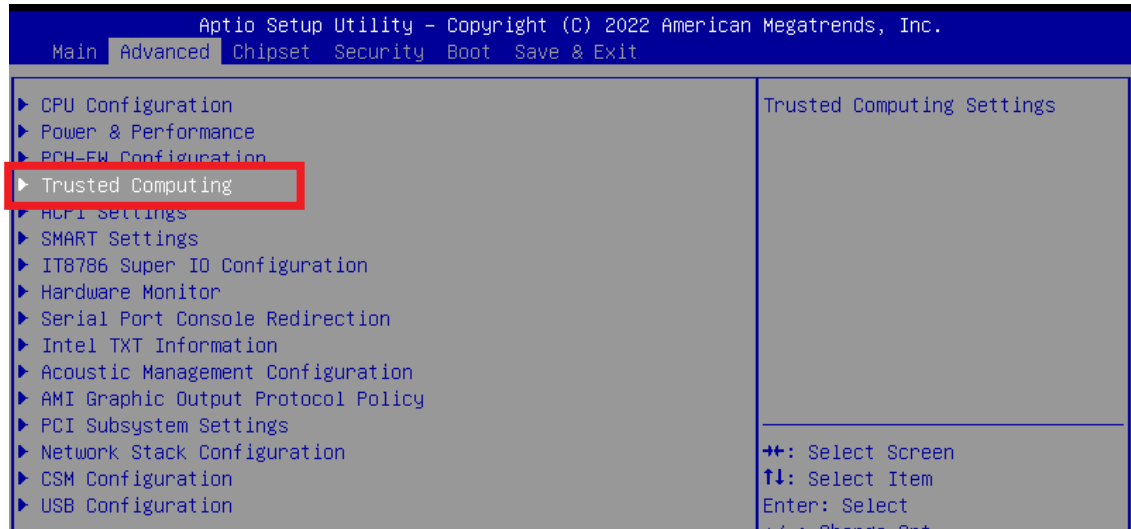 Aptio Setup Utility – Copyright (C) 2022 American Megatrends, Inc.
Main Advanced Chipset Security Boot Save & Exit
CPU Configuration
Power & Performance
PCH-FW Configuration
Trusted Computing
ACPI Settings
SMART Settings
IT8786 Super IO Configuration
Hardware Monitor
Serial Port Console Redirection
Intel TXT Information
Acoustic Management Configuration
AMI Graphic Output Protocol Policy
PCI Subsystem Settings
Network Stack Configuration
CSM Configuration
USB Configuration
Trusted Computing Settings
→←: Select Screen
↑↓: Select Item
Enter: Select